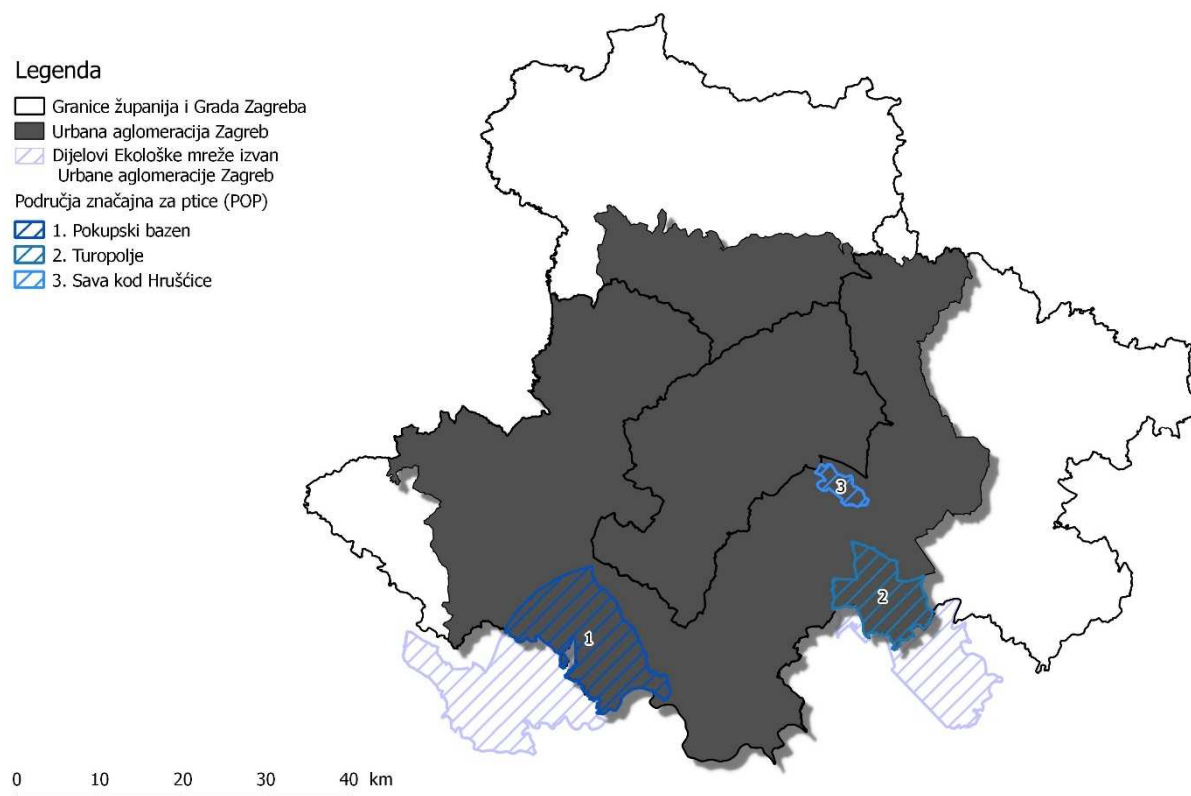 Legenda
Granice županija i Grada Zagreba
Urbana aglomeracija Zagreb
Dijelovi Ekološke mreže izvan
Urbane aglomeracije Zagreb
Područja značajna za ptice (POP)
1. Pokupski bazen
2. Turopolje
3. Sava kod Hrušćice
3
2
1
0 10 20 30 40 km